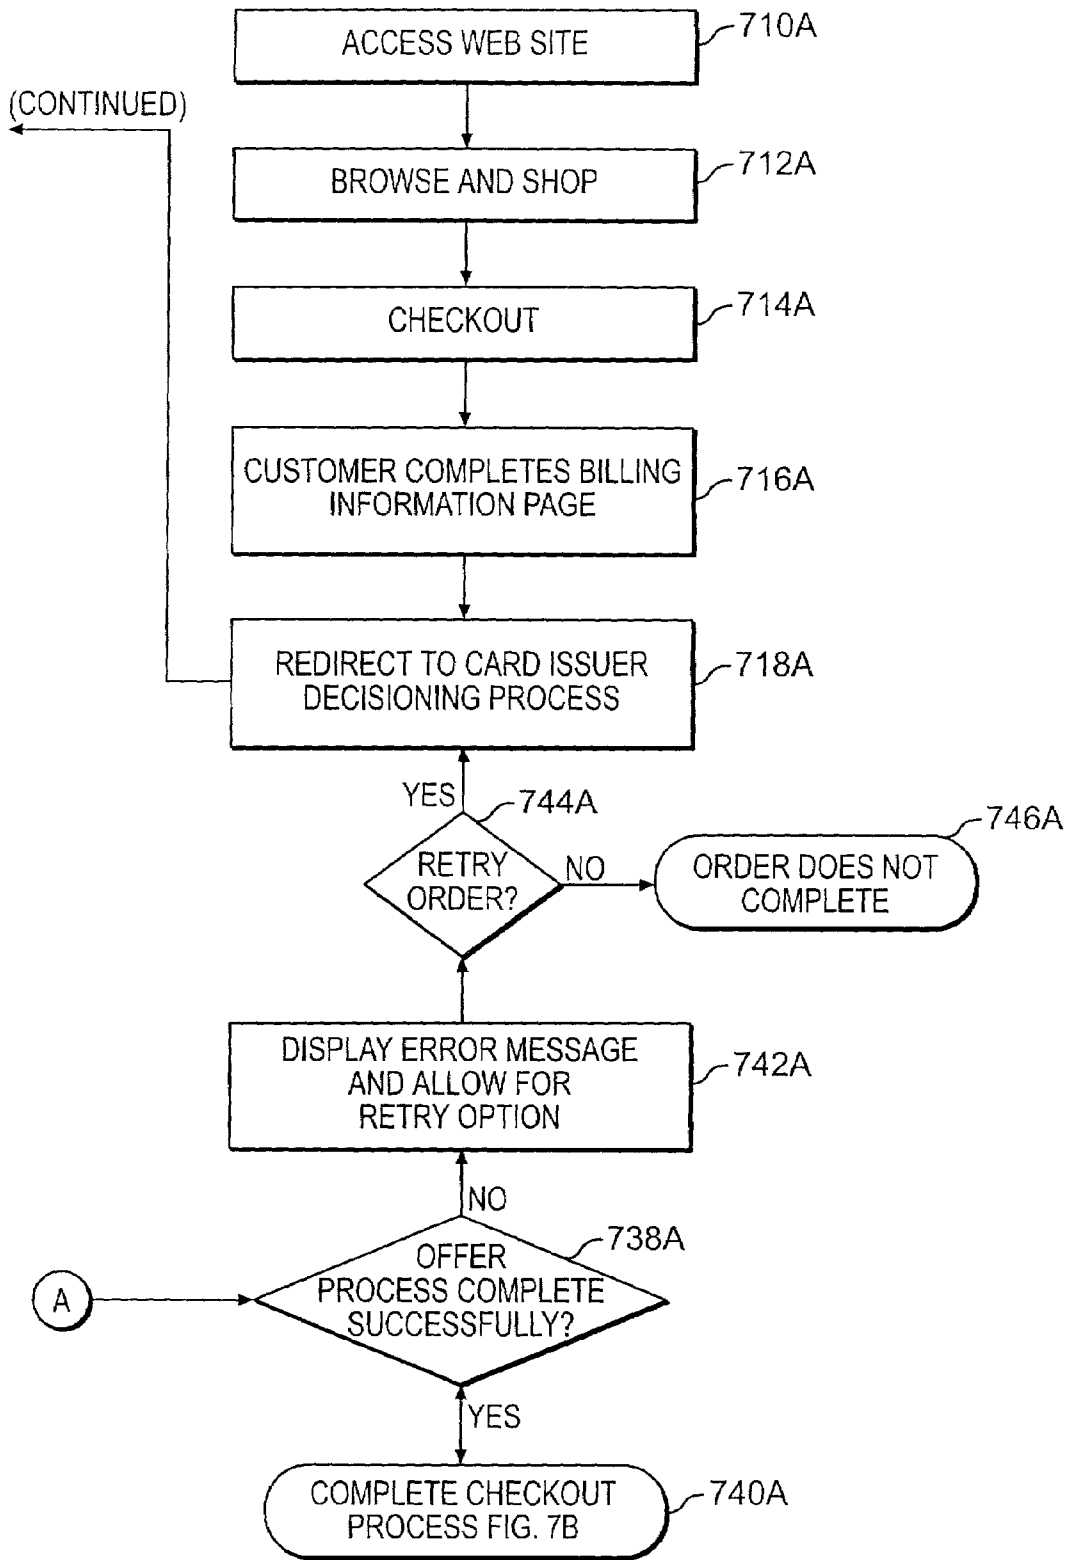 ACCESS WEB SITE
710A
(CONTINUED)
BROWSE AND SHOP
712A
CHECKOUT
714A
CUSTOMER COMPLETES BILLING
INFORMATION PAGE
716A
REDIRECT TO CARD ISSUER
DECISIONING PROCESS
718A
YES
744A
RETRY
ORDER?
NO
746A
ORDER DOES NOT
COMPLETE
DISPLAY ERROR MESSAGE
AND ALLOW FOR
RETRY OPTION
742A
NO
738A
OFFER
PROCESS COMPLETE
SUCCESSFULLY?
A
YES
COMPLETE CHECKOUT
PROCESS FIG. 7B
740A